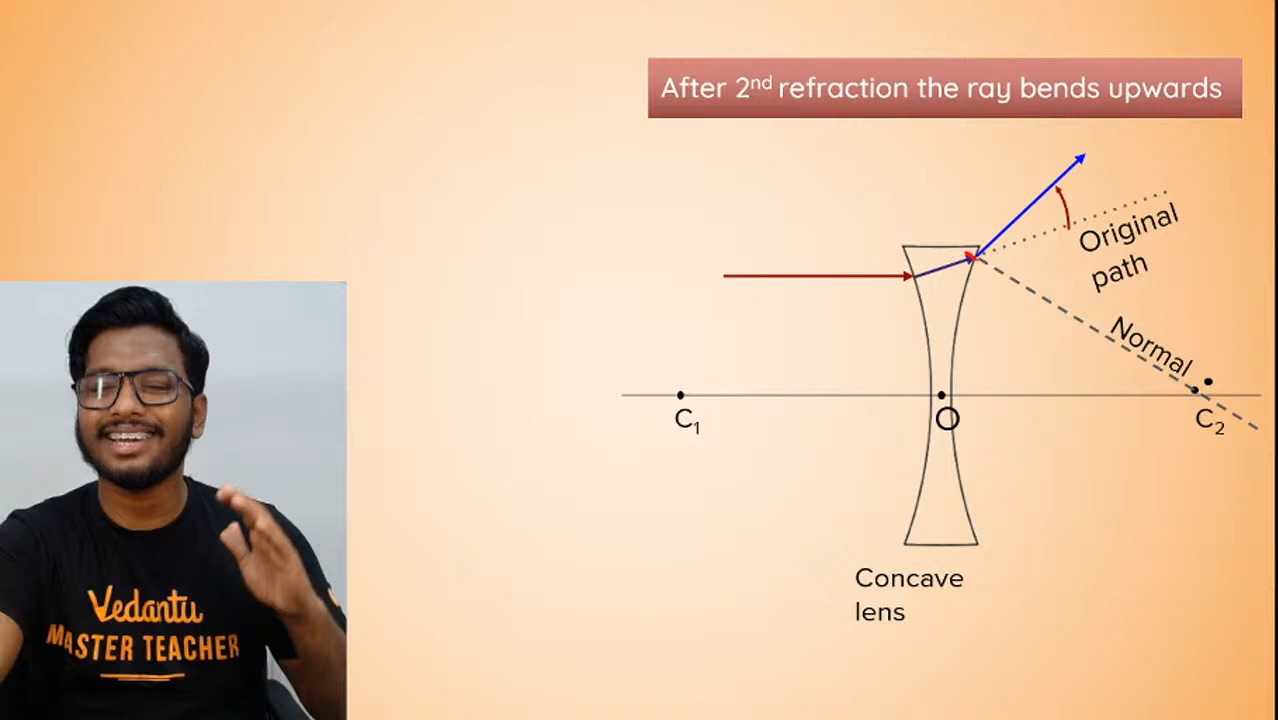 After 2nd refraction the ray bends upwards
Original
path
Normal
C1
O
C2
Concave
lens
Vedantu
MASTER TEACHER